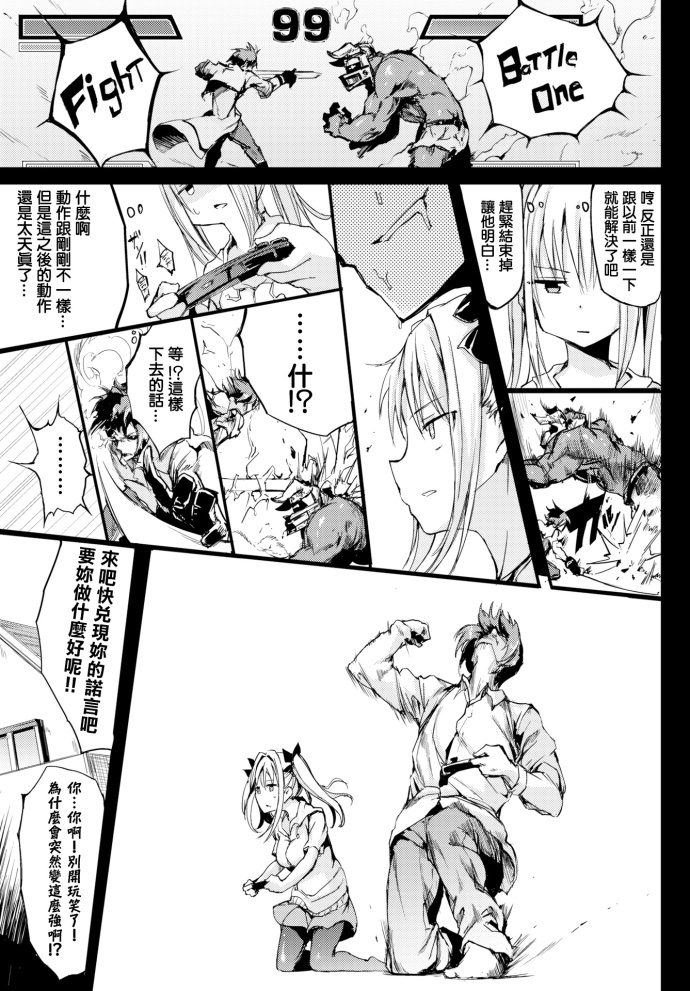 99
Battle
One
Fight
哼 反正還是
跟以前一樣一下
就能解決了吧
趕緊結束掉
讓他明白…
什麼啊
動作跟剛剛不一樣…
但是這之後的動作
還是太天真了…
……什!?
等!?這樣
下去的話…
……
來吧快兌現妳的諾言吧
要妳做什麼好呢!!
你…你啊!別開玩笑了!
為什麼會突然變這麼強啊!?